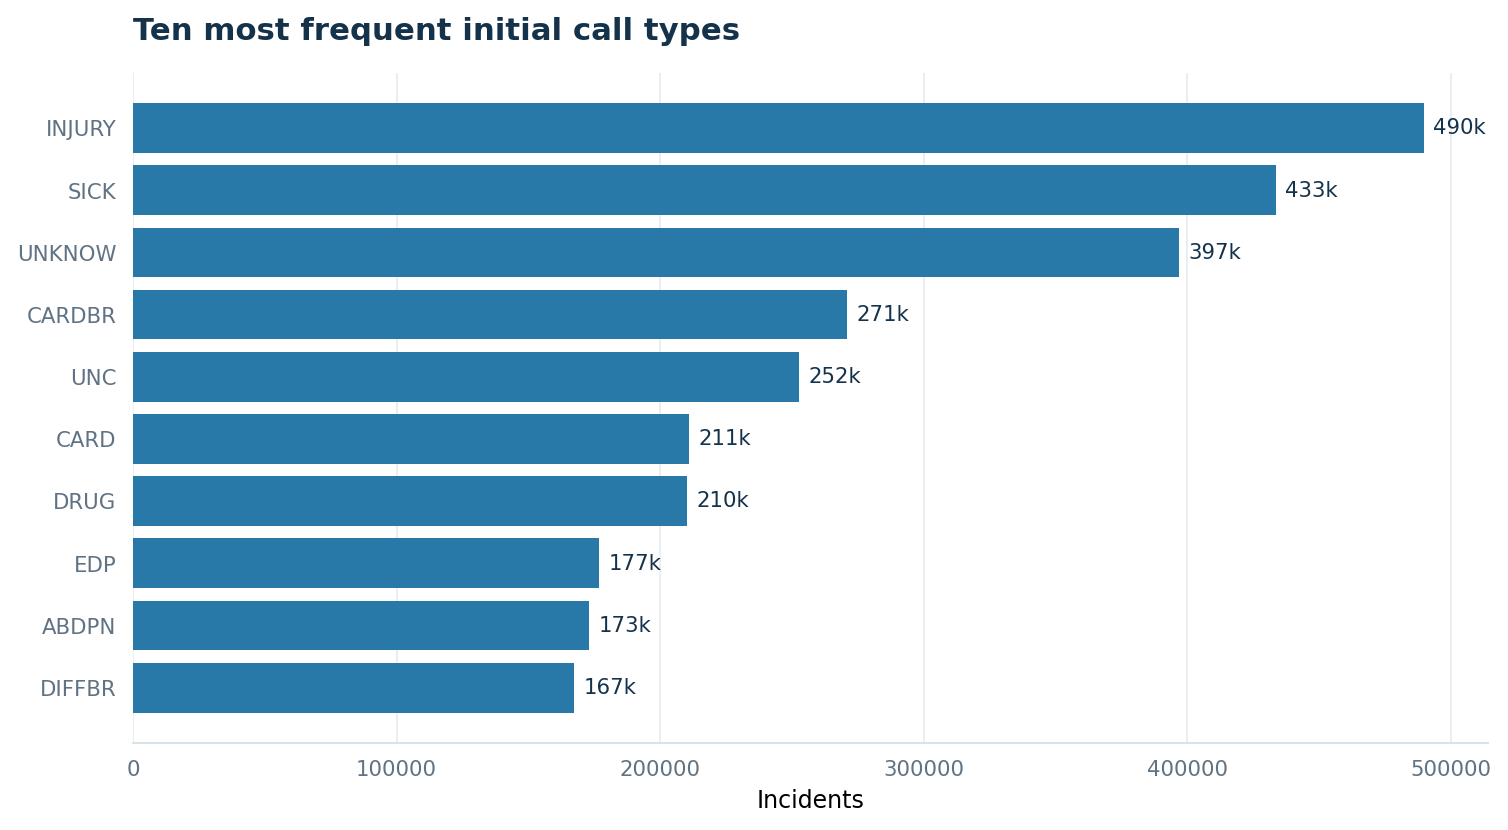 Ten most frequent initial call types
INJURY 490k
SICK 433k
UNKNOW 397k
CARDBR 271k
UNC 252k
CARD 211k
DRUG 210k
EDP 177k
ABDPN 173k
DIFFBR 167k
0 100000 200000 300000 400000 500000
Incidents